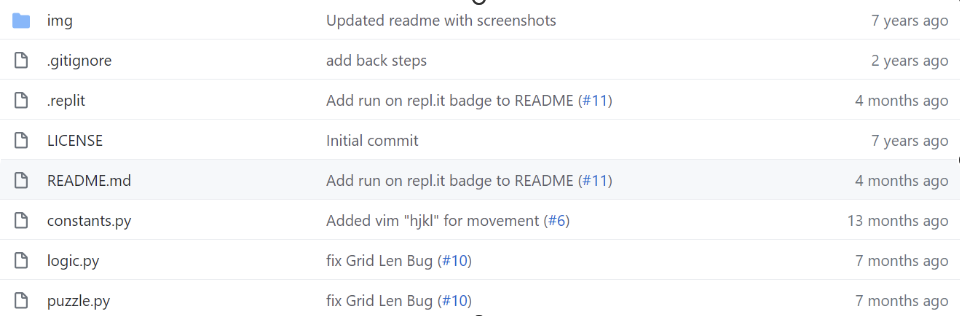 img Updated readme with screenshots 7 years ago
.gitignore add back steps 2 years ago
.replit Add run on repl.it badge to README (#11) 4 months ago
LICENSE Initial commit 7 years ago
README.md Add run on repl.it badge to README (#11) 4 months ago
constants.py Added vim "hjkl" for movement (#6) 13 months ago
logic.py fix Grid Len Bug (#10) 7 months ago
puzzle.py fix Grid Len Bug (#10) 7 months ago